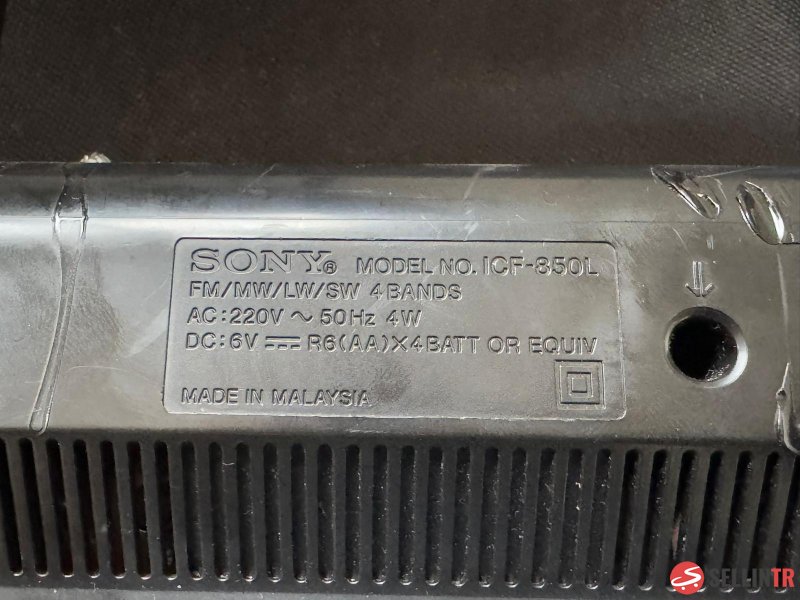 SONY® MODEL NO. ICF-850L
FM/MW/LW/SW 4BANDS
AC:220V ~ 50Hz 4W
DC:6V ⎓ R6(AA)X4BATT OR EQUIV
MADE IN MALAYSIA
SELLINTR